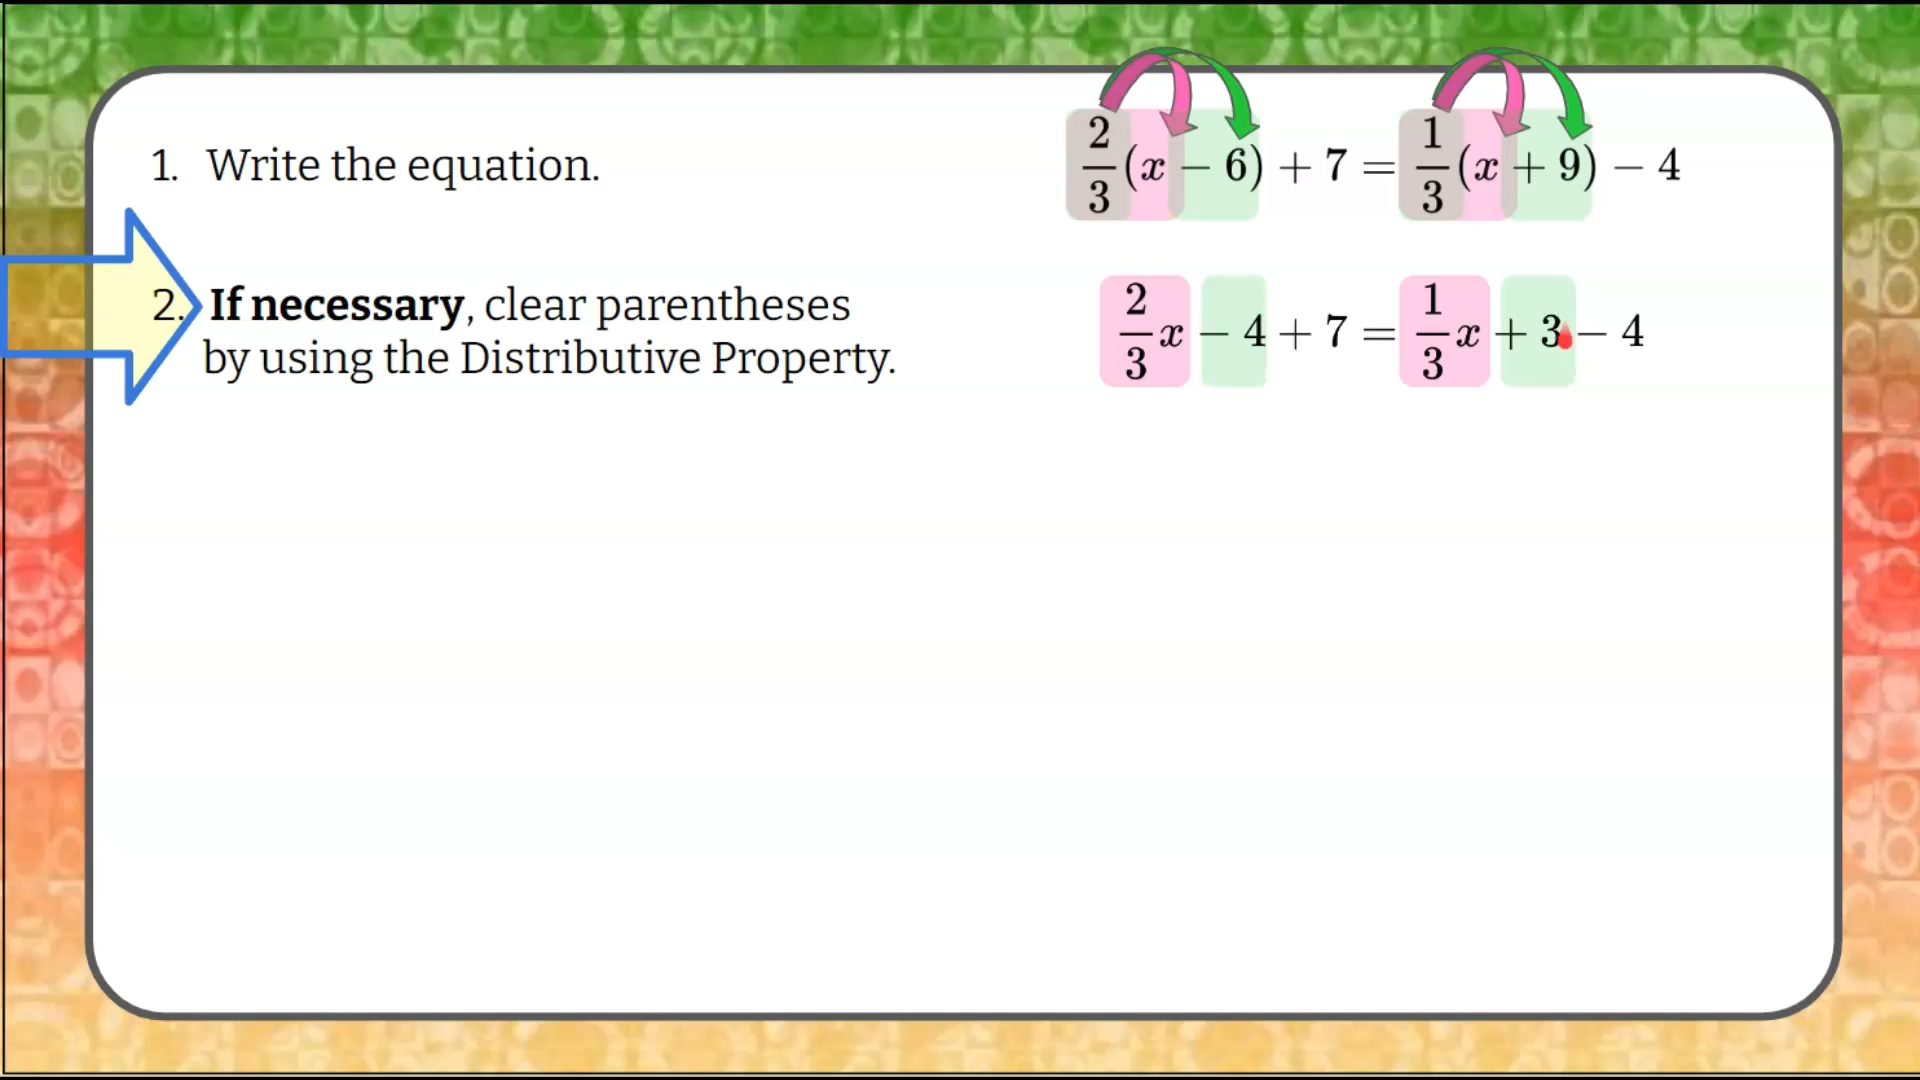 1. Write the equation.
2/3(x − 6) + 7 = 1/3(x + 9) − 4
2. If necessary, clear parentheses
by using the Distributive Property.
2/3x − 4 + 7 = 1/3x + 3 − 4